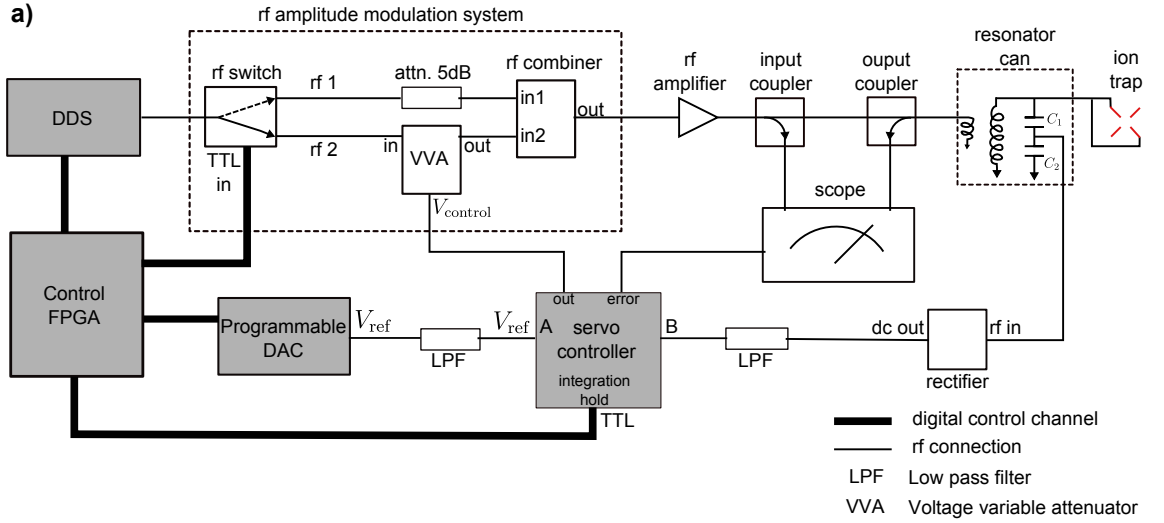 a)
rf amplitude modulation system
DDS
rf switch
rf 1
attn. 5dB
rf combiner
in1
in2
out
rf 2
in
VVA
out
TTL
in
V_control
rf
amplifier
input
coupler
ouput
coupler
resonator
can
C_1
C_2
ion
trap
scope
Control
FPGA
Programmable
DAC
V_ref
LPF
V_ref
out
error
A
servo
controller
B
integration
hold
TTL
LPF
dc out
rf in
rectifier
digital control channel
rf connection
LPF Low pass filter
VVA Voltage variable attenuator